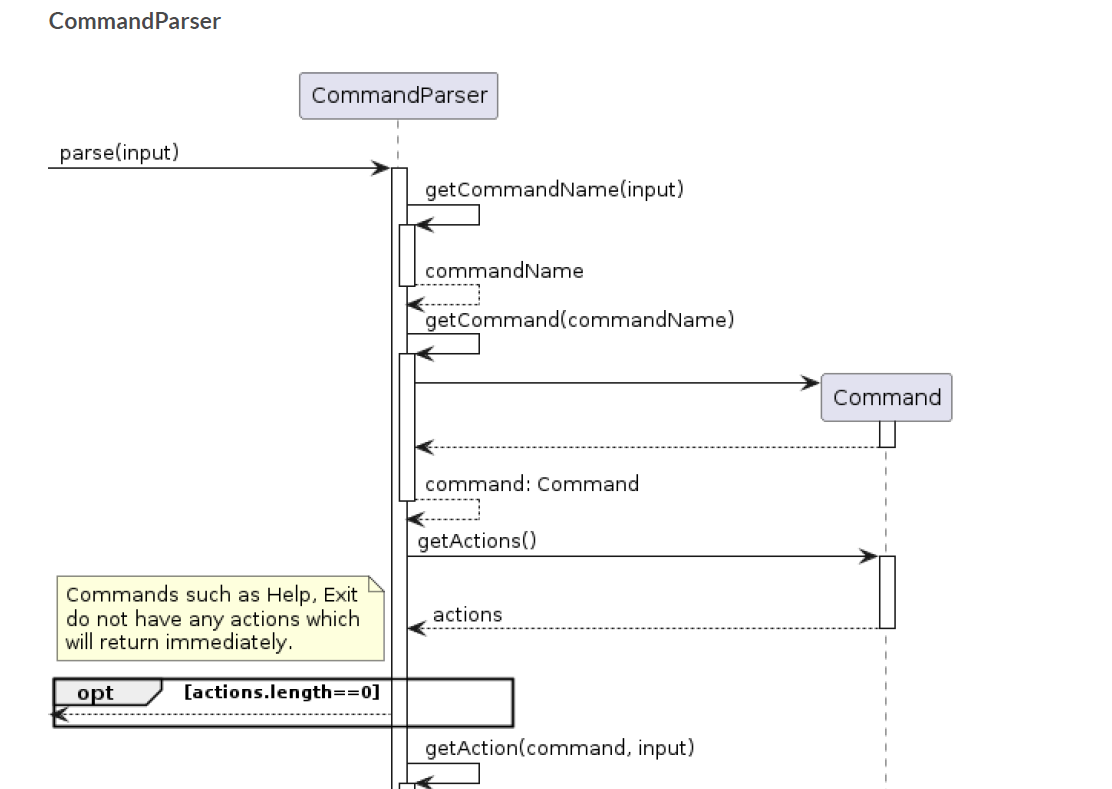 CommandParser
CommandParser
parse(input)
getCommandName(input)
commandName
getCommand(commandName)
Command
command: Command
getActions()
Commands such as Help, Exit
do not have any actions which
will return immediately.
actions
opt [actions.length==0]
getAction(command, input)